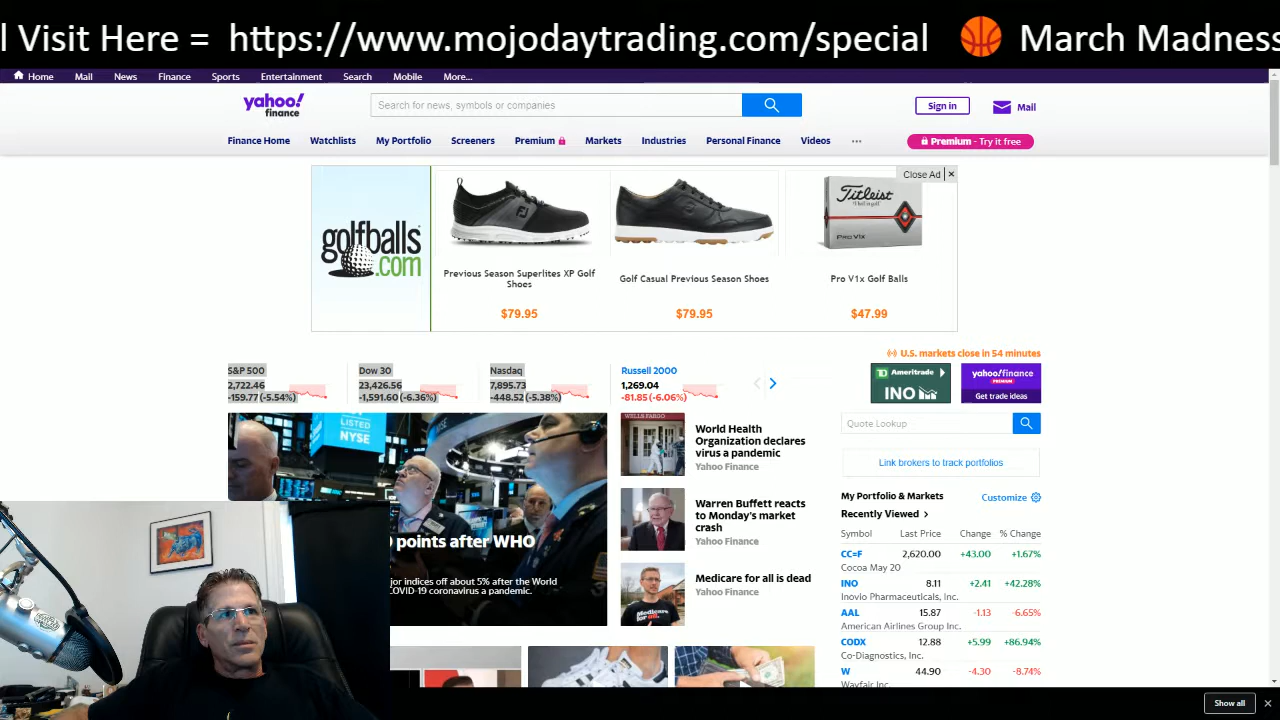 l Visit Here = https://www.mojodaytrading.com/special 🏀 March Madness
Home Mail News Finance Sports Entertainment Search Mobile More...
yahoo! finance
Search for news, symbols or companies
Sign in
Mail
Finance Home Watchlists My Portfolio Screeners Premium Markets Industries Personal Finance Videos ...
Premium - Try it free
Close Ad ×
golfballs.com
FJ
Titleist
PRO V1x
Previous Season Superlites XP Golf
Shoes
Golf Casual Previous Season Shoes
Pro V1x Golf Balls
$79.95 $79.95 $47.99
U.S. markets close in 54 minutes
S&P 500
2,722.46
-159.77 (-5.54%)
Dow 30
23,426.56
-1,591.60 (-6.36%)
Nasdaq
7,895.73
-448.52 (-5.38%)
Russell 2000
1,269.04
-81.85 (-6.06%)
TD Ameritrade
INO
yahoo!finance
PREMIUM
Get trade ideas
Quote Lookup
Link brokers to track portfolios
LISTED
NYSE
points after WHO
jor indices off about 5% after the World
OVID-19 coronavirus a pandemic.
WELLS FARGO
World Health
Organization declares
virus a pandemic
Yahoo Finance
Warren Buffett reacts
to Monday's market
crash
Yahoo Finance
Medicare for all is dead
Yahoo Finance
My Portfolio & Markets
Customize
Recently Viewed >
Symbol Last Price Change % Change
CC=F 2,620.00 +43.00 +1.67%
Cocoa May 20
INO 8.11 +2.41 +42.28%
Inovio Pharmaceuticals, Inc.
AAL 15.87 -1.13 -6.65%
American Airlines Group Inc.
CODX 12.88 +5.99 +86.94%
Co-Diagnostics, Inc.
W 44.90 -4.30 -8.74%
Wayfair Inc.
Show all ×